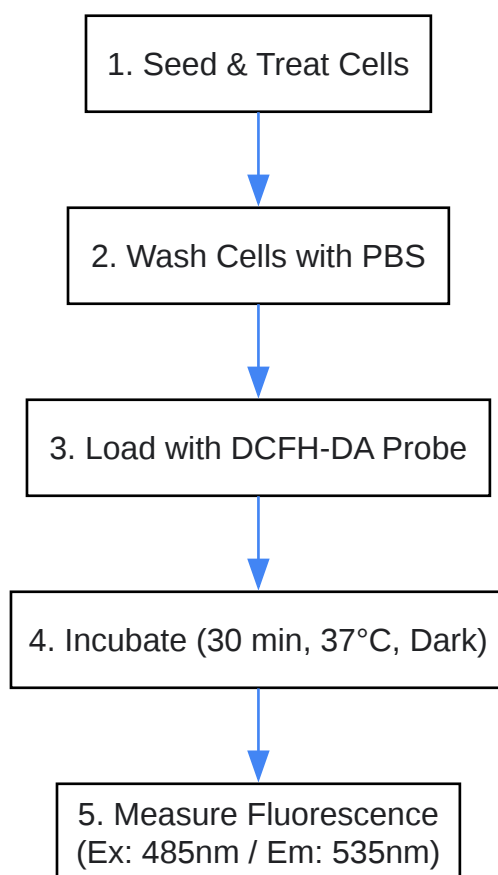 1. Seed & Treat Cells
2. Wash Cells with PBS
3. Load with DCFH-DA Probe
4. Incubate (30 min, 37°C, Dark)
5. Measure Fluorescence
(Ex: 485nm / Em: 535nm)